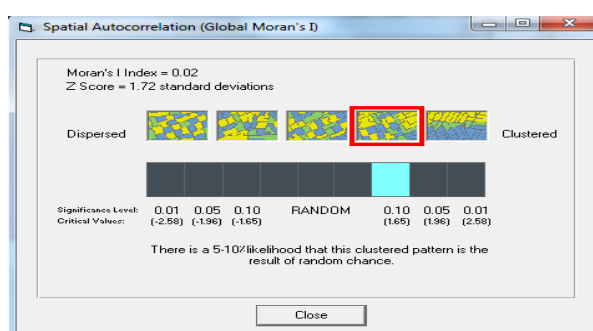 Spatial Autocorrelation (Global Moran's I)
Moran's I Index = 0.02
Z Score = 1.72 standard deviations
Dispersed Clustered
Significance Level: 0.01 0.05 0.10 RANDOM 0.10 0.05 0.01
Critical Values: (-2.58) (-1.96) (-1.65) (1.65) (1.96) (2.58)
There is a 5-10% likelihood that this clustered pattern is the
result of random chance.
Close